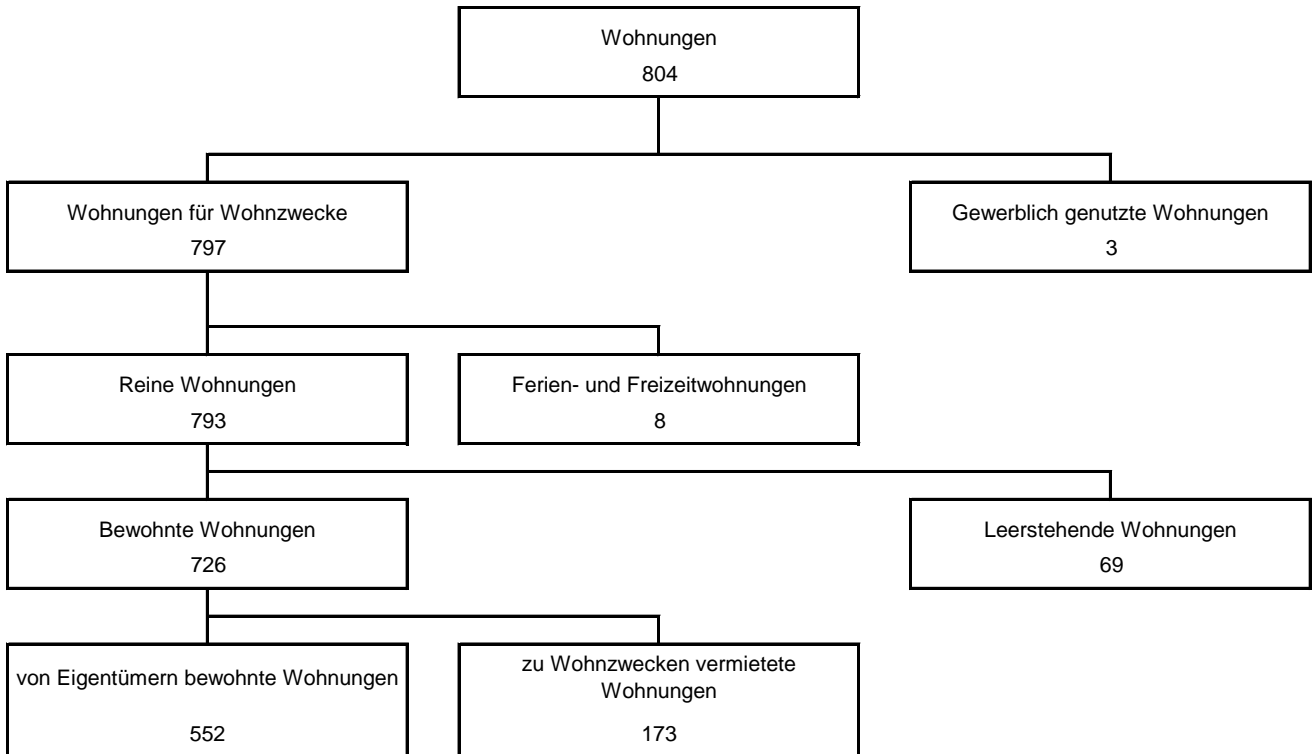 Wohnungen
804
Wohnungen für Wohnzwecke
797
Gewerblich genutzte Wohnungen
3
Reine Wohnungen
793
Ferien- und Freizeitwohnungen
8
Bewohnte Wohnungen
726
Leerstehende Wohnungen
69
von Eigentümern bewohnte Wohnungen
552
zu Wohnzwecken vermietete
Wohnungen
173